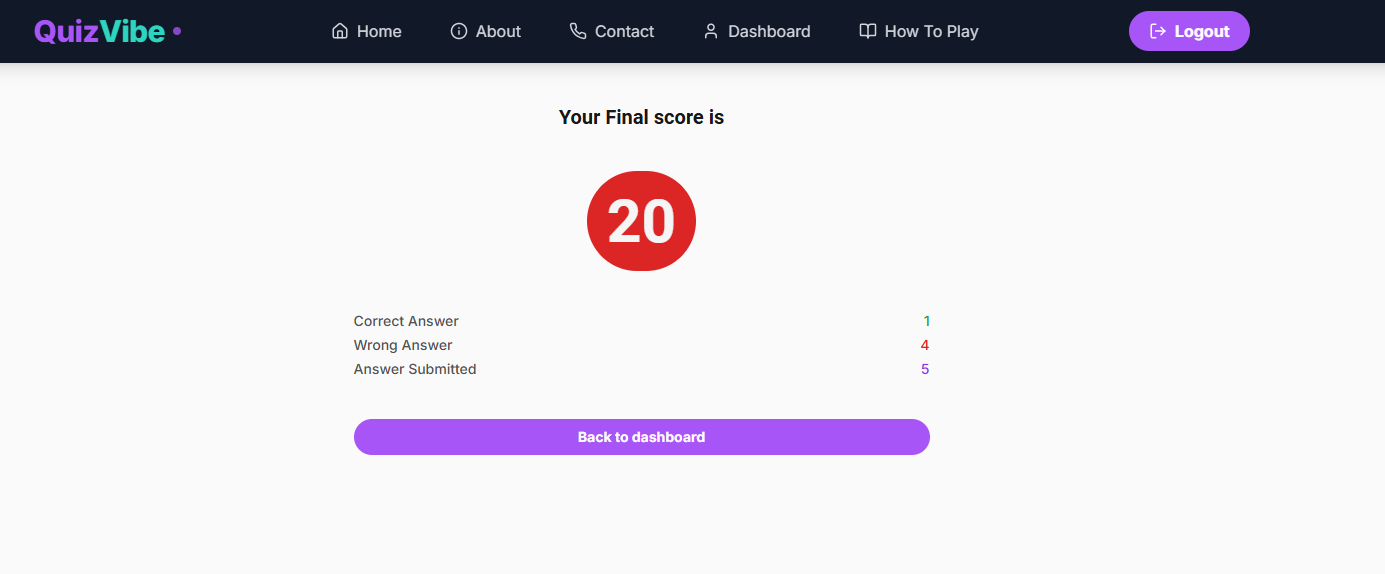 QuizVibe Home About Contact Dashboard How To Play Logout
Your Final score is
20
Correct Answer 1
Wrong Answer 4
Answer Submitted 5
Back to dashboard